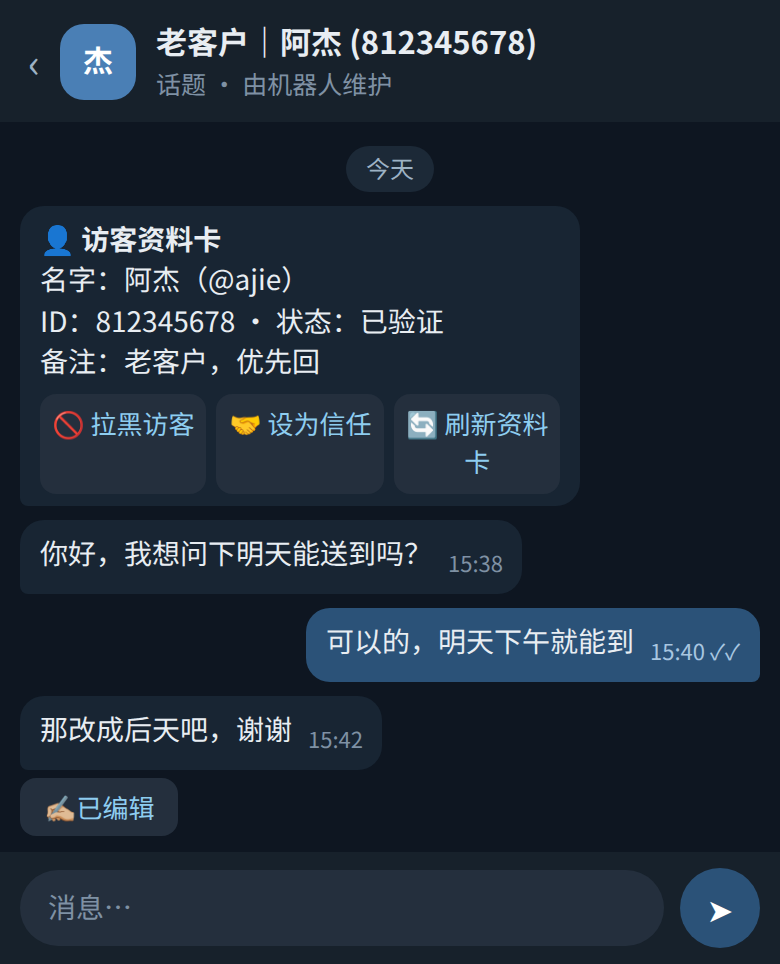 老客户｜阿杰 (812345678)
杰
话题 · 由机器人维护
今天
👤 访客资料卡
名字：阿杰（@ajie）
ID：812345678 · 状态：已验证
备注：老客户，优先回
🚫 拉黑访客
🤝 设为信任
🔄 刷新资料
卡
你好，我想问下明天能送到吗？ 15:38
可以的，明天下午就能到 15:40 ✓✓
那改成后天吧，谢谢 15:42
✍🏼已编辑
消息…